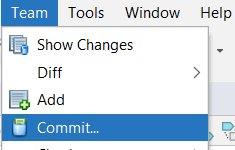 Team Tools Window Help
Show Changes
Diff
Add
Commit...